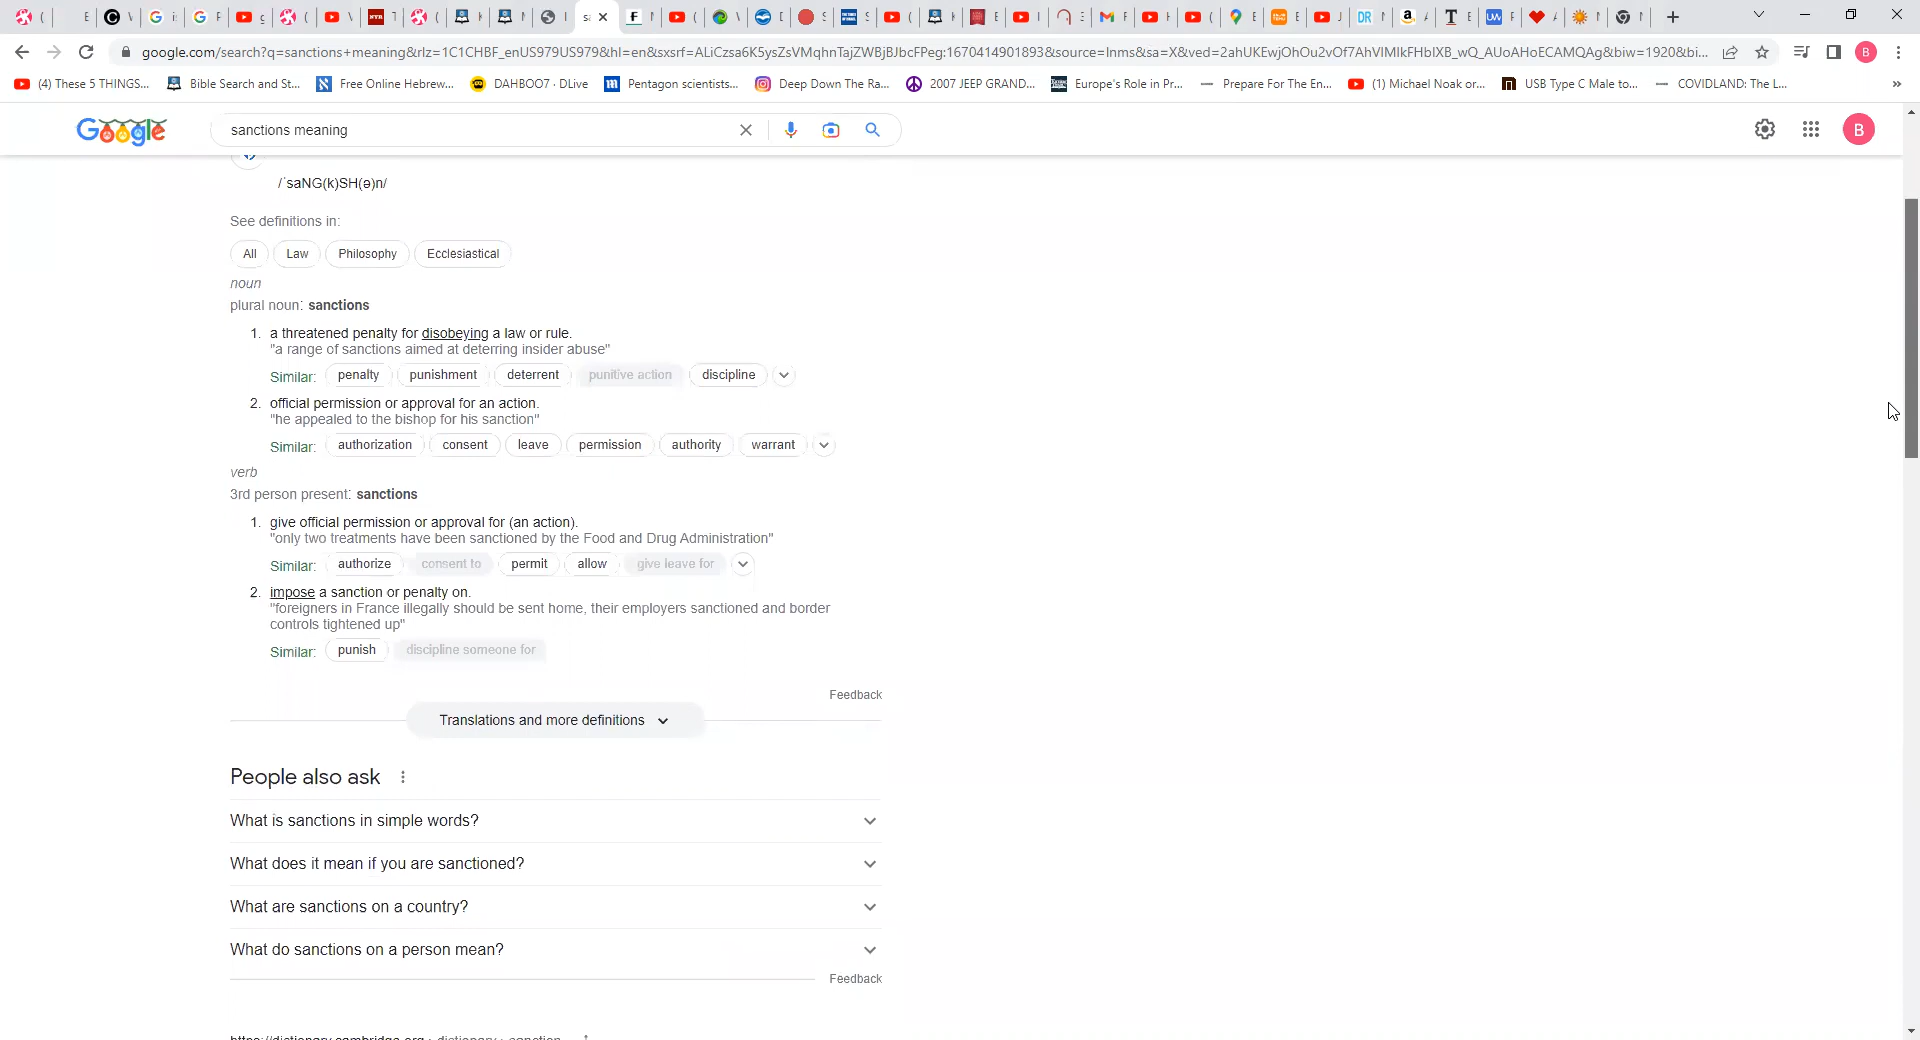 google.com/search?q=sanctions+meaning&rlz=1C1CHBF_enUS979US979&hl=en&sxsrf=ALiCzsa6K5ysZsVMqhnTajZWBjBJbcFPeg:1670414901893&source=lnms&sa=X&ved=2ahUKEwjOhOu2vOf7AhVIMlkFHblXB_wQ_AUoAHoECAMQAg&biw=1920&bi...
B
(4) These 5 THINGS...
Bible Search and St...
Free Online Hebrew...
DAHBOO7 · DLive
Pentagon scientists...
Deep Down The Ra...
2007 JEEP GRAND...
Europe's Role in Pr...
Prepare For The En...
(1) Michael Noak or...
USB Type C Male to...
COVIDLAND: The L...
»
Google
sanctions meaning
B
/ˈsaNG(k)SH(ə)n/
See definitions in:
All Law Philosophy Ecclesiastical
noun
plural noun: sanctions
1. a threatened penalty for disobeying a law or rule.
"a range of sanctions aimed at deterring insider abuse"
Similar: penalty punishment deterrent punitive action discipline
2. official permission or approval for an action.
"he appealed to the bishop for his sanction"
Similar: authorization consent leave permission authority warrant
verb
3rd person present: sanctions
1. give official permission or approval for (an action).
"only two treatments have been sanctioned by the Food and Drug Administration"
Similar: authorize consent to permit allow give leave for
2. impose a sanction or penalty on.
"foreigners in France illegally should be sent home, their employers sanctioned and border
controls tightened up"
Similar: punish discipline someone for
Feedback
Translations and more definitions
People also ask
What is sanctions in simple words?
What does it mean if you are sanctioned?
What are sanctions on a country?
What do sanctions on a person mean?
Feedback
https://dictionary.cambridge.org › dictionary › sanction